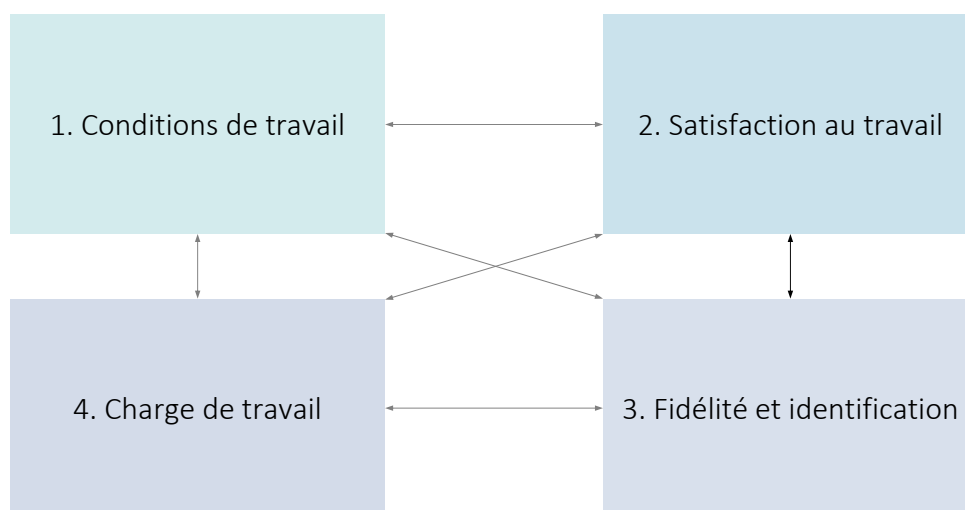 1. Conditions de travail
2. Satisfaction au travail
4. Charge de travail
3. Fidélité et identification